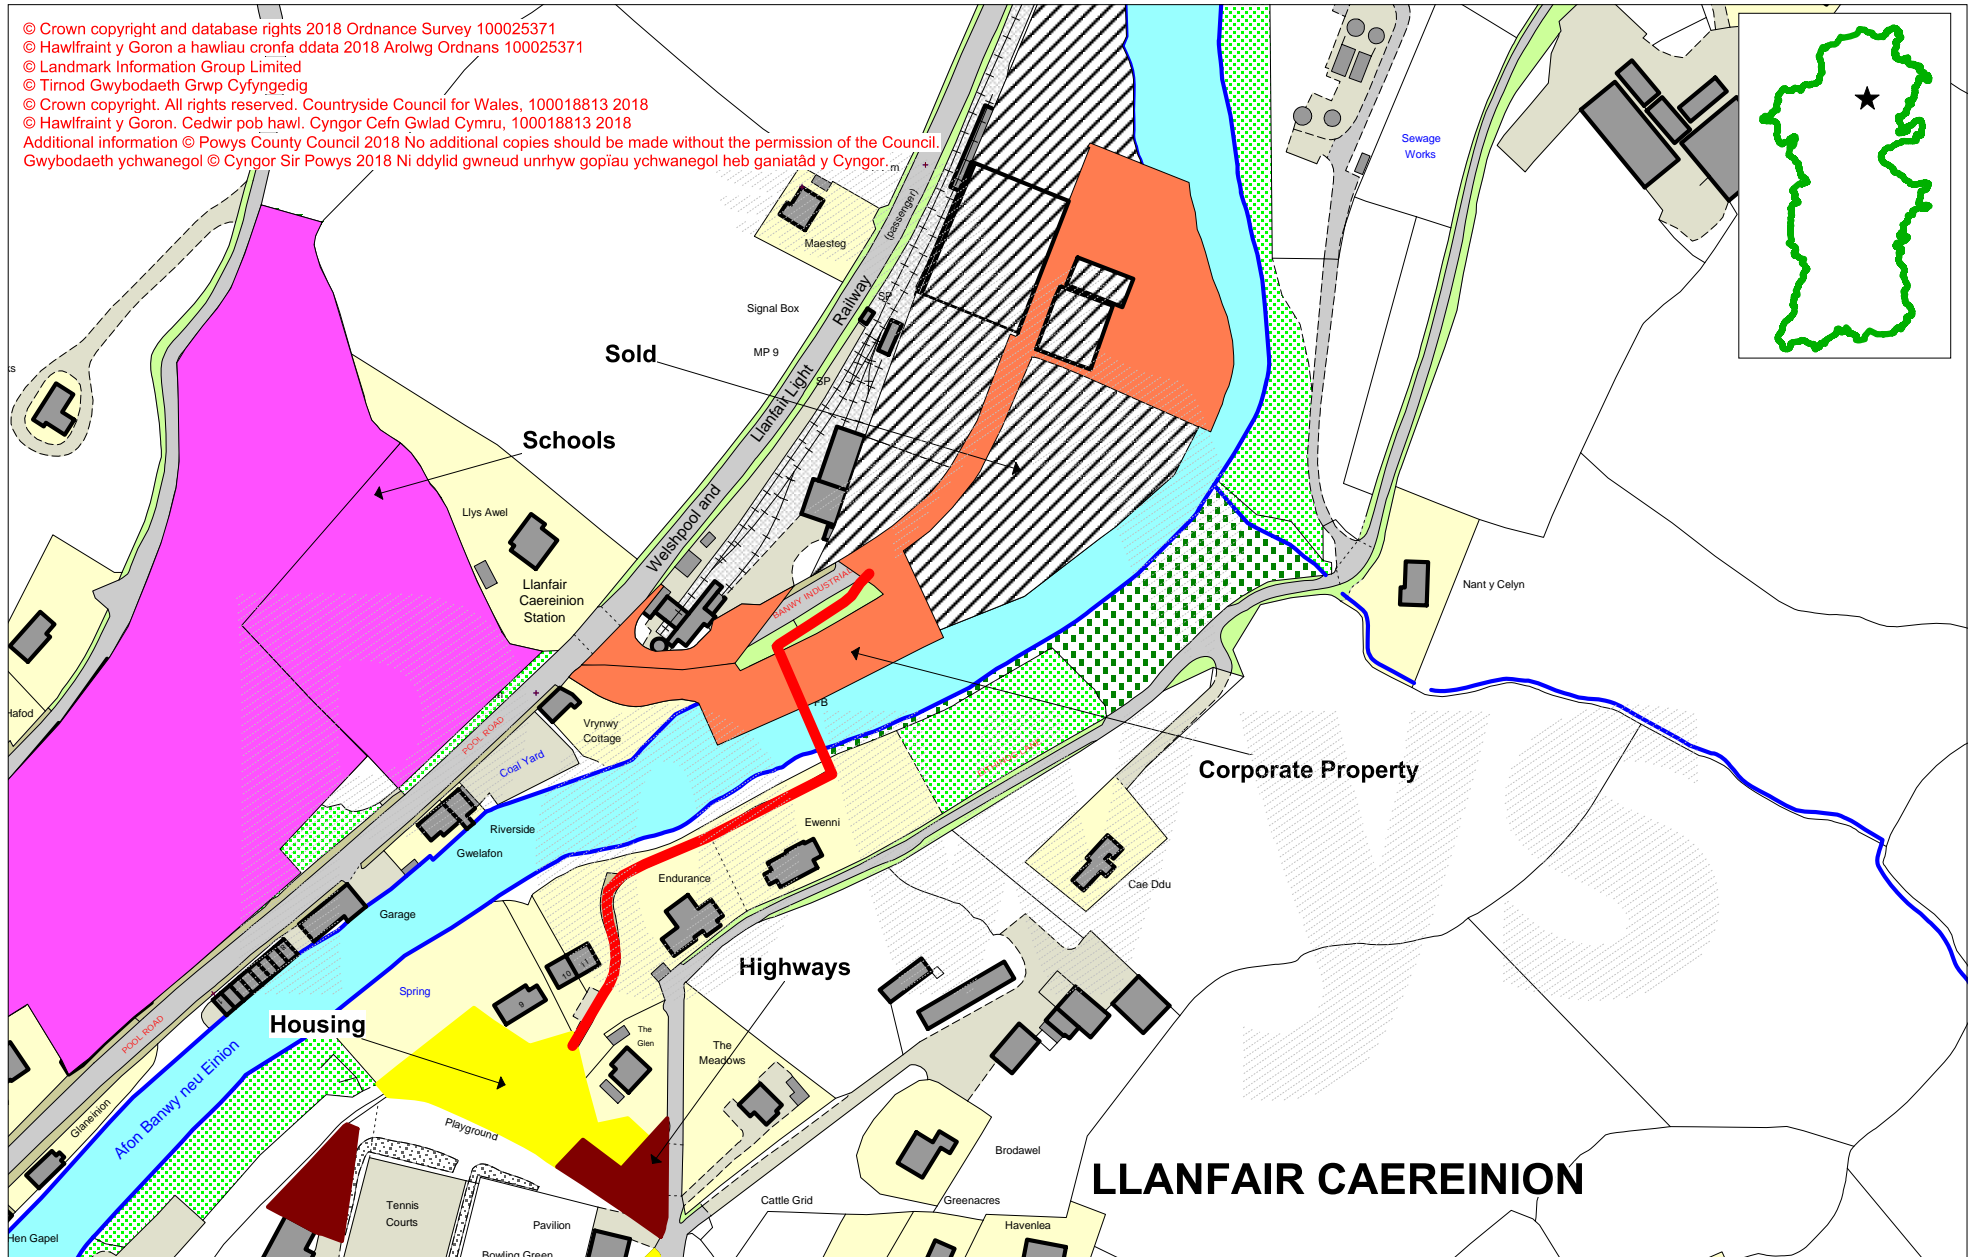 © Crown copyright and database rights 2018 Ordnance Survey 100025371
© Hawlfraint y Goron a hawliau cronfa ddata 2018 Arolwg Ordnans 100025371
© Landmark Information Group Limited
© Tirnod Gwybodaeth Grwp Cyfyngedig
© Crown copyright. All rights reserved. Countryside Council for Wales, 100018813 2018
© Hawlfraint y Goron. Cedwir pob hawl. Cyngor Cefn Gwlad Cymru, 100018813 2018
Additional information © Powys County Council 2018 No additional copies should be made without the permission of the Council.
Gwybodaeth ychwanegol © Cyngor Sir Powys 2018 Ni ddylid gwneud unrhyw gopïau ychwanegol heb ganiatâd y Cyngor.
Sewage
Works
(passenger)
Maesteg
SP
Signal Box
Railway
MP 9
Sold
SP
Llanfair Light
Schools
Welshpool and
Llys Awel
Llanfair
Caereinion
Station
BANWY INDUSTRIAL
Nant y Celyn
Hafod
FB
Vrynwy
Cottage
POOL ROAD
Coal Yard
Corporate Property
Riverside
Ewenni
Gwelafon
Endurance
Cae Ddu
Garage
Highways
10
11
Spring
9
Housing
The
Glen
POOL ROAD
The
Meadows
Afon Banwy neu Einion
Glaneinion
Playground
Brodawel
LLANFAIR CAEREINION
Tennis
Courts
Cattle Grid
Greenacres
Pavilion
Havenlea
Hen Gapel
Bowling Green